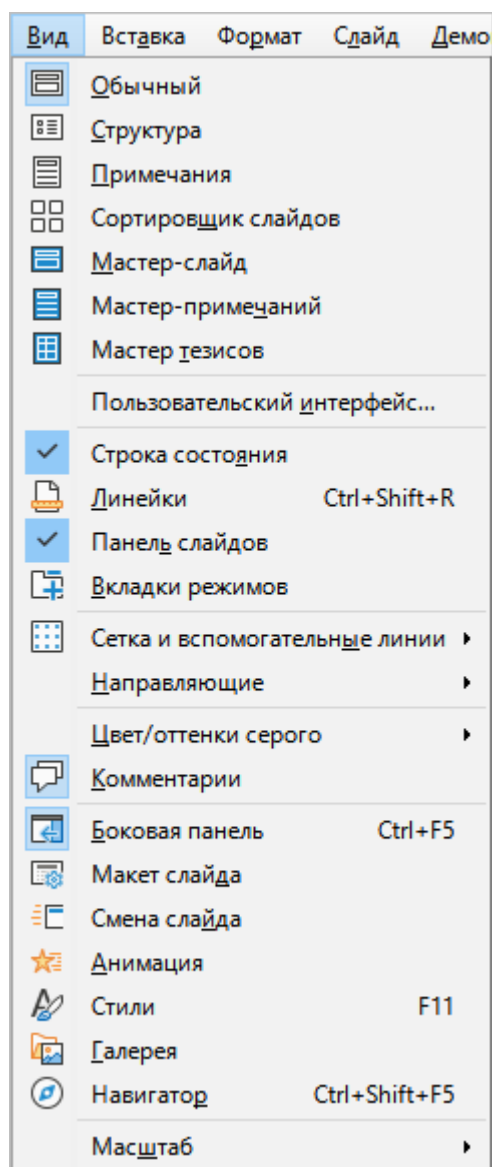 Вид Вставка Формат Слайд Демо
Обычный
Структура
Примечания
Сортировщик слайдов
Мастер-слайд
Мастер-примечаний
Мастер тезисов
Пользовательский интерфейс...
Строка состояния
Линейки Ctrl+Shift+R
Панель слайдов
Вкладки режимов
Сетка и вспомогательные линии
Направляющие
Цвет/оттенки серого
Комментарии
Боковая панель Ctrl+F5
Макет слайда
Смена слайда
Анимация
Стили F11
Галерея
Навигатор Ctrl+Shift+F5
Масштаб